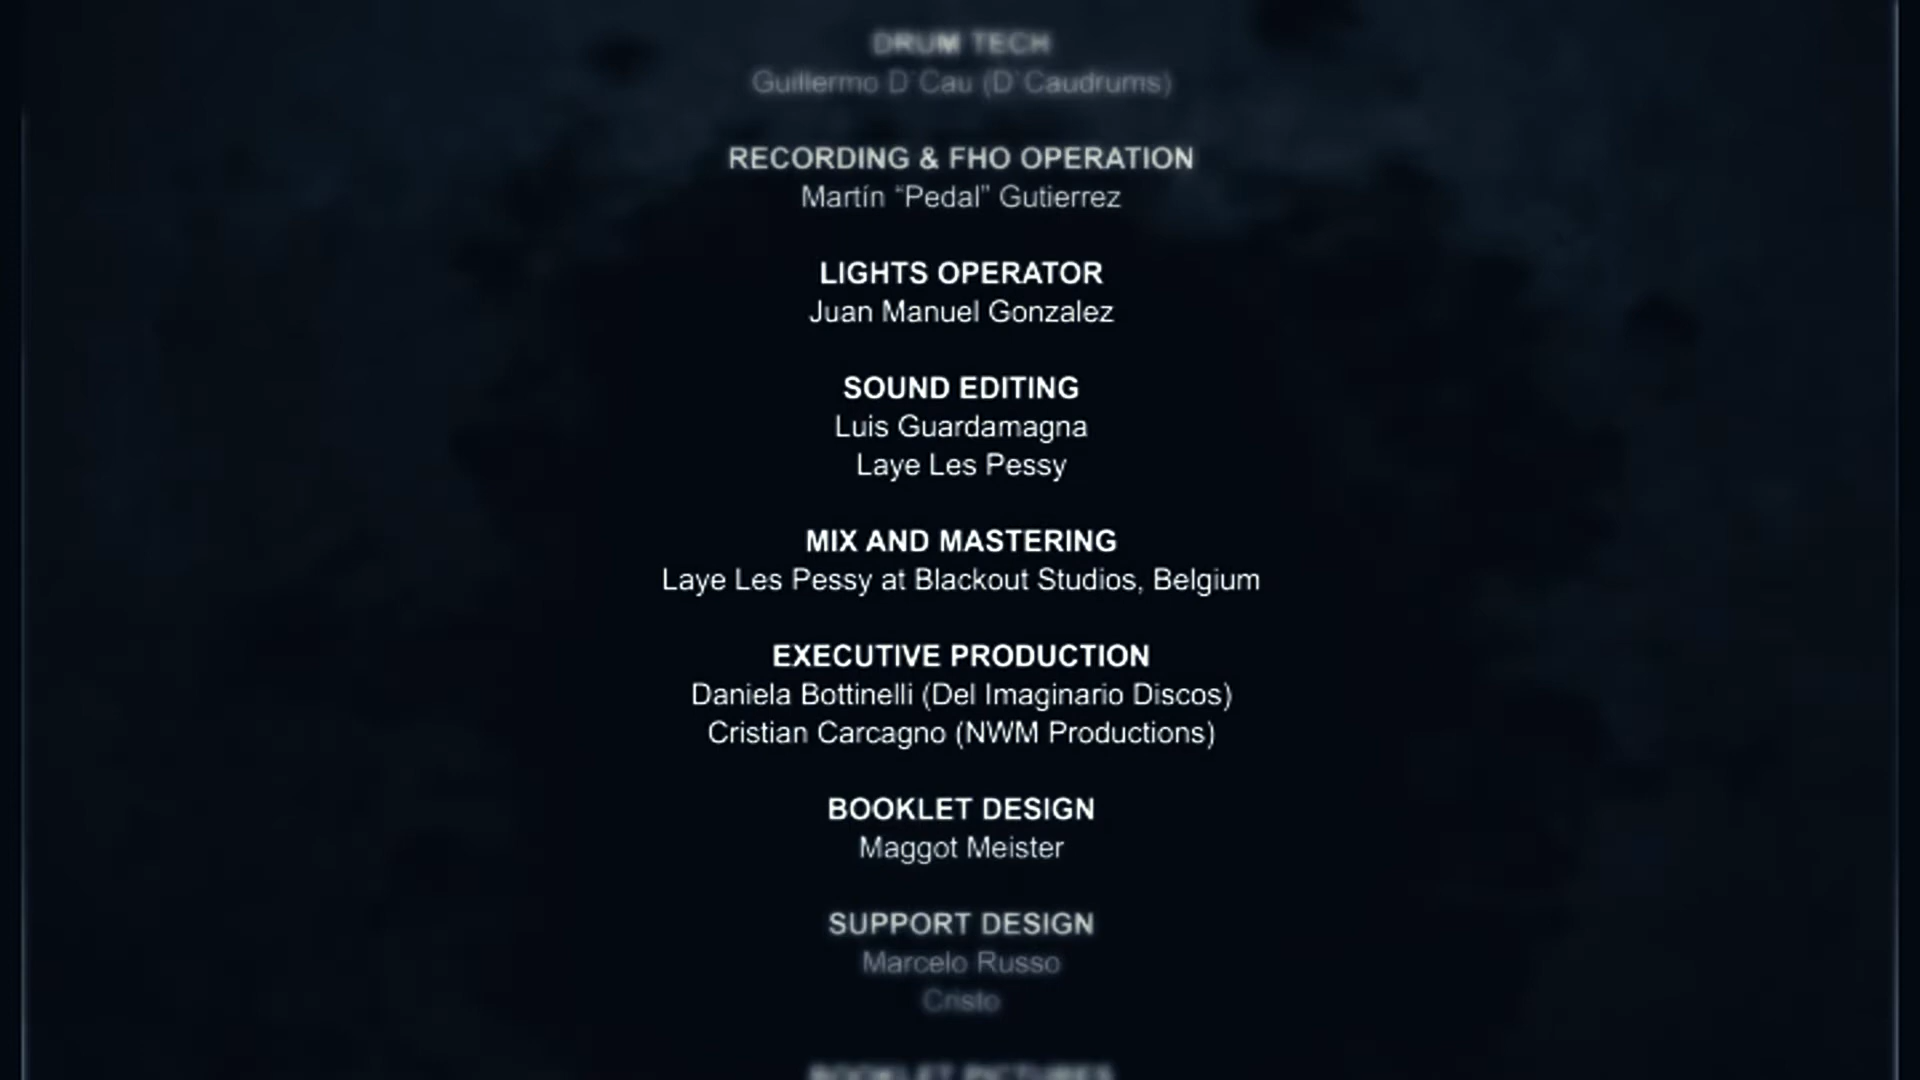 DRUM TECH
Guillermo D`Cau (D`Caudrums)
RECORDING & FHO OPERATION
Martín “Pedal” Gutierrez
LIGHTS OPERATOR
Juan Manuel Gonzalez
SOUND EDITING
Luis Guardamagna
Laye Les Pessy
MIX AND MASTERING
Laye Les Pessy at Blackout Studios, Belgium
EXECUTIVE PRODUCTION
Daniela Bottinelli (Del Imaginario Discos)
Cristian Carcagno (NWM Productions)
BOOKLET DESIGN
Maggot Meister
SUPPORT DESIGN
Marcelo Russo
Cristo
BOOKLET PICTURES